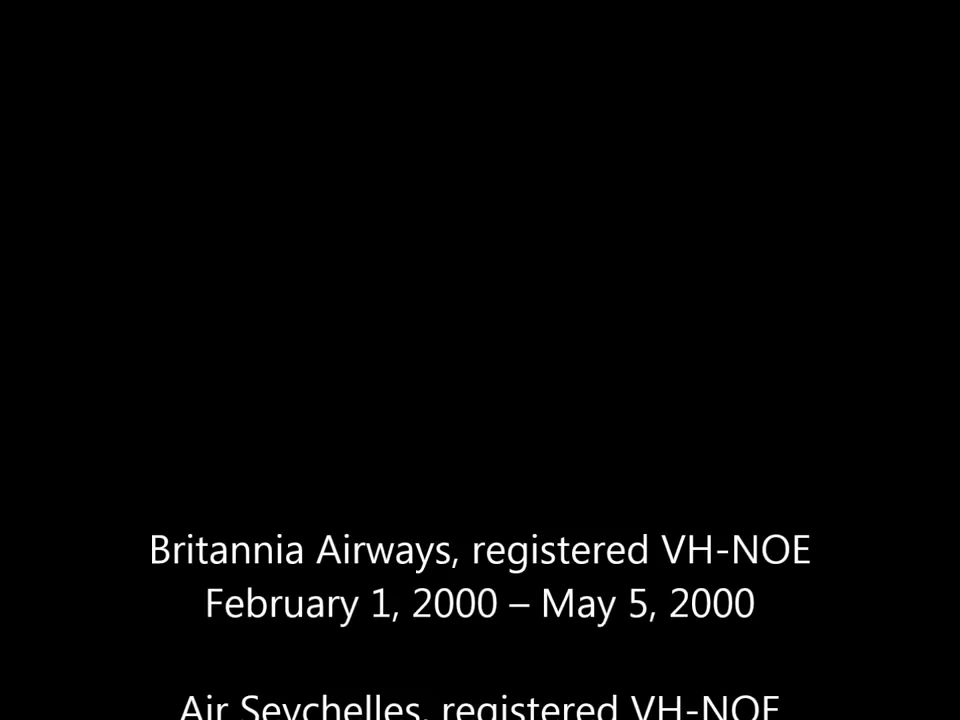 Britannia Airways, registered VH-NOE
February 1, 2000 – May 5, 2000
Air Seychelles, registered VH-NOE